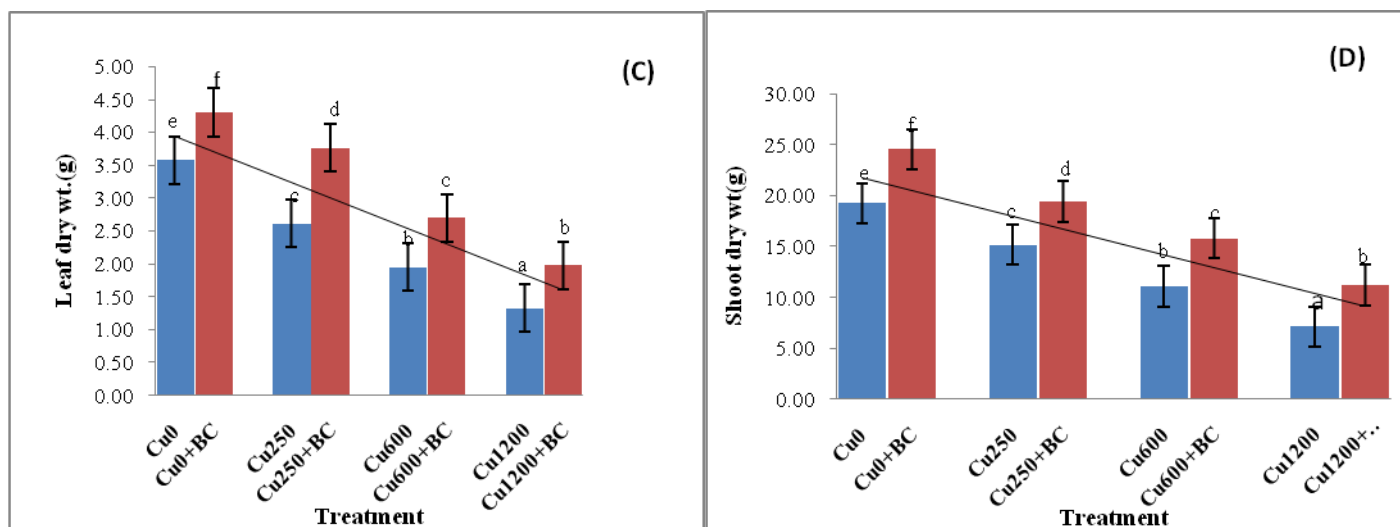 (C)
5.00
4.50
4.00
3.50
3.00
2.50
2.00
1.50
1.00
0.50
0.00
Leaf dry wt.(g)
e
f
c
d
b
c
a
b
Cu0
Cu0+BC
Cu250
Cu250+BC
Cu600
Cu600+BC
Cu1200
Cu1200+BC
Treatment
(D)
30.00
25.00
20.00
15.00
10.00
5.00
0.00
Shoot dry wt(g)
e
f
c
d
b
c
a
b
Cu0
Cu0+BC
Cu250
Cu250+BC
Cu600
Cu600+BC
Cu1200
Cu1200+..
Treatment